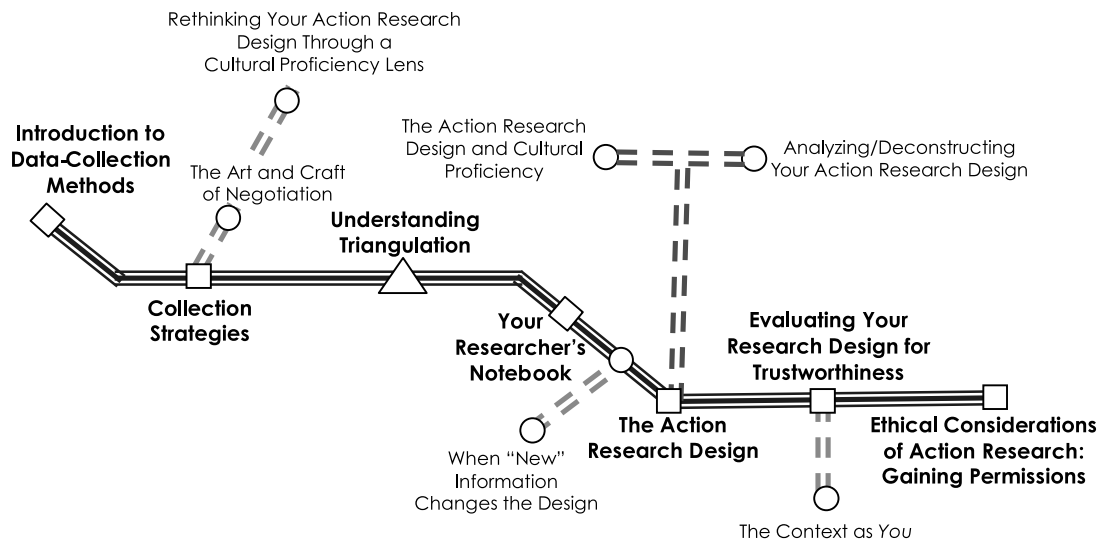 Rethinking Your Action Research
Design Through a
Cultural Proficiency Lens
Introduction to
Data-Collection
Methods
The Art and Craft
of Negotiation
Collection
Strategies
Understanding
Triangulation
The Action Research
Design and Cultural
Proficiency
Analyzing/Deconstructing
Your Action Research Design
Your
Researcher’s
Notebook
When “New”
Information
Changes the Design
The Action
Research Design
Evaluating Your
Research Design for
Trustworthiness
Ethical Considerations
of Action Research:
Gaining Permissions
The Context as You